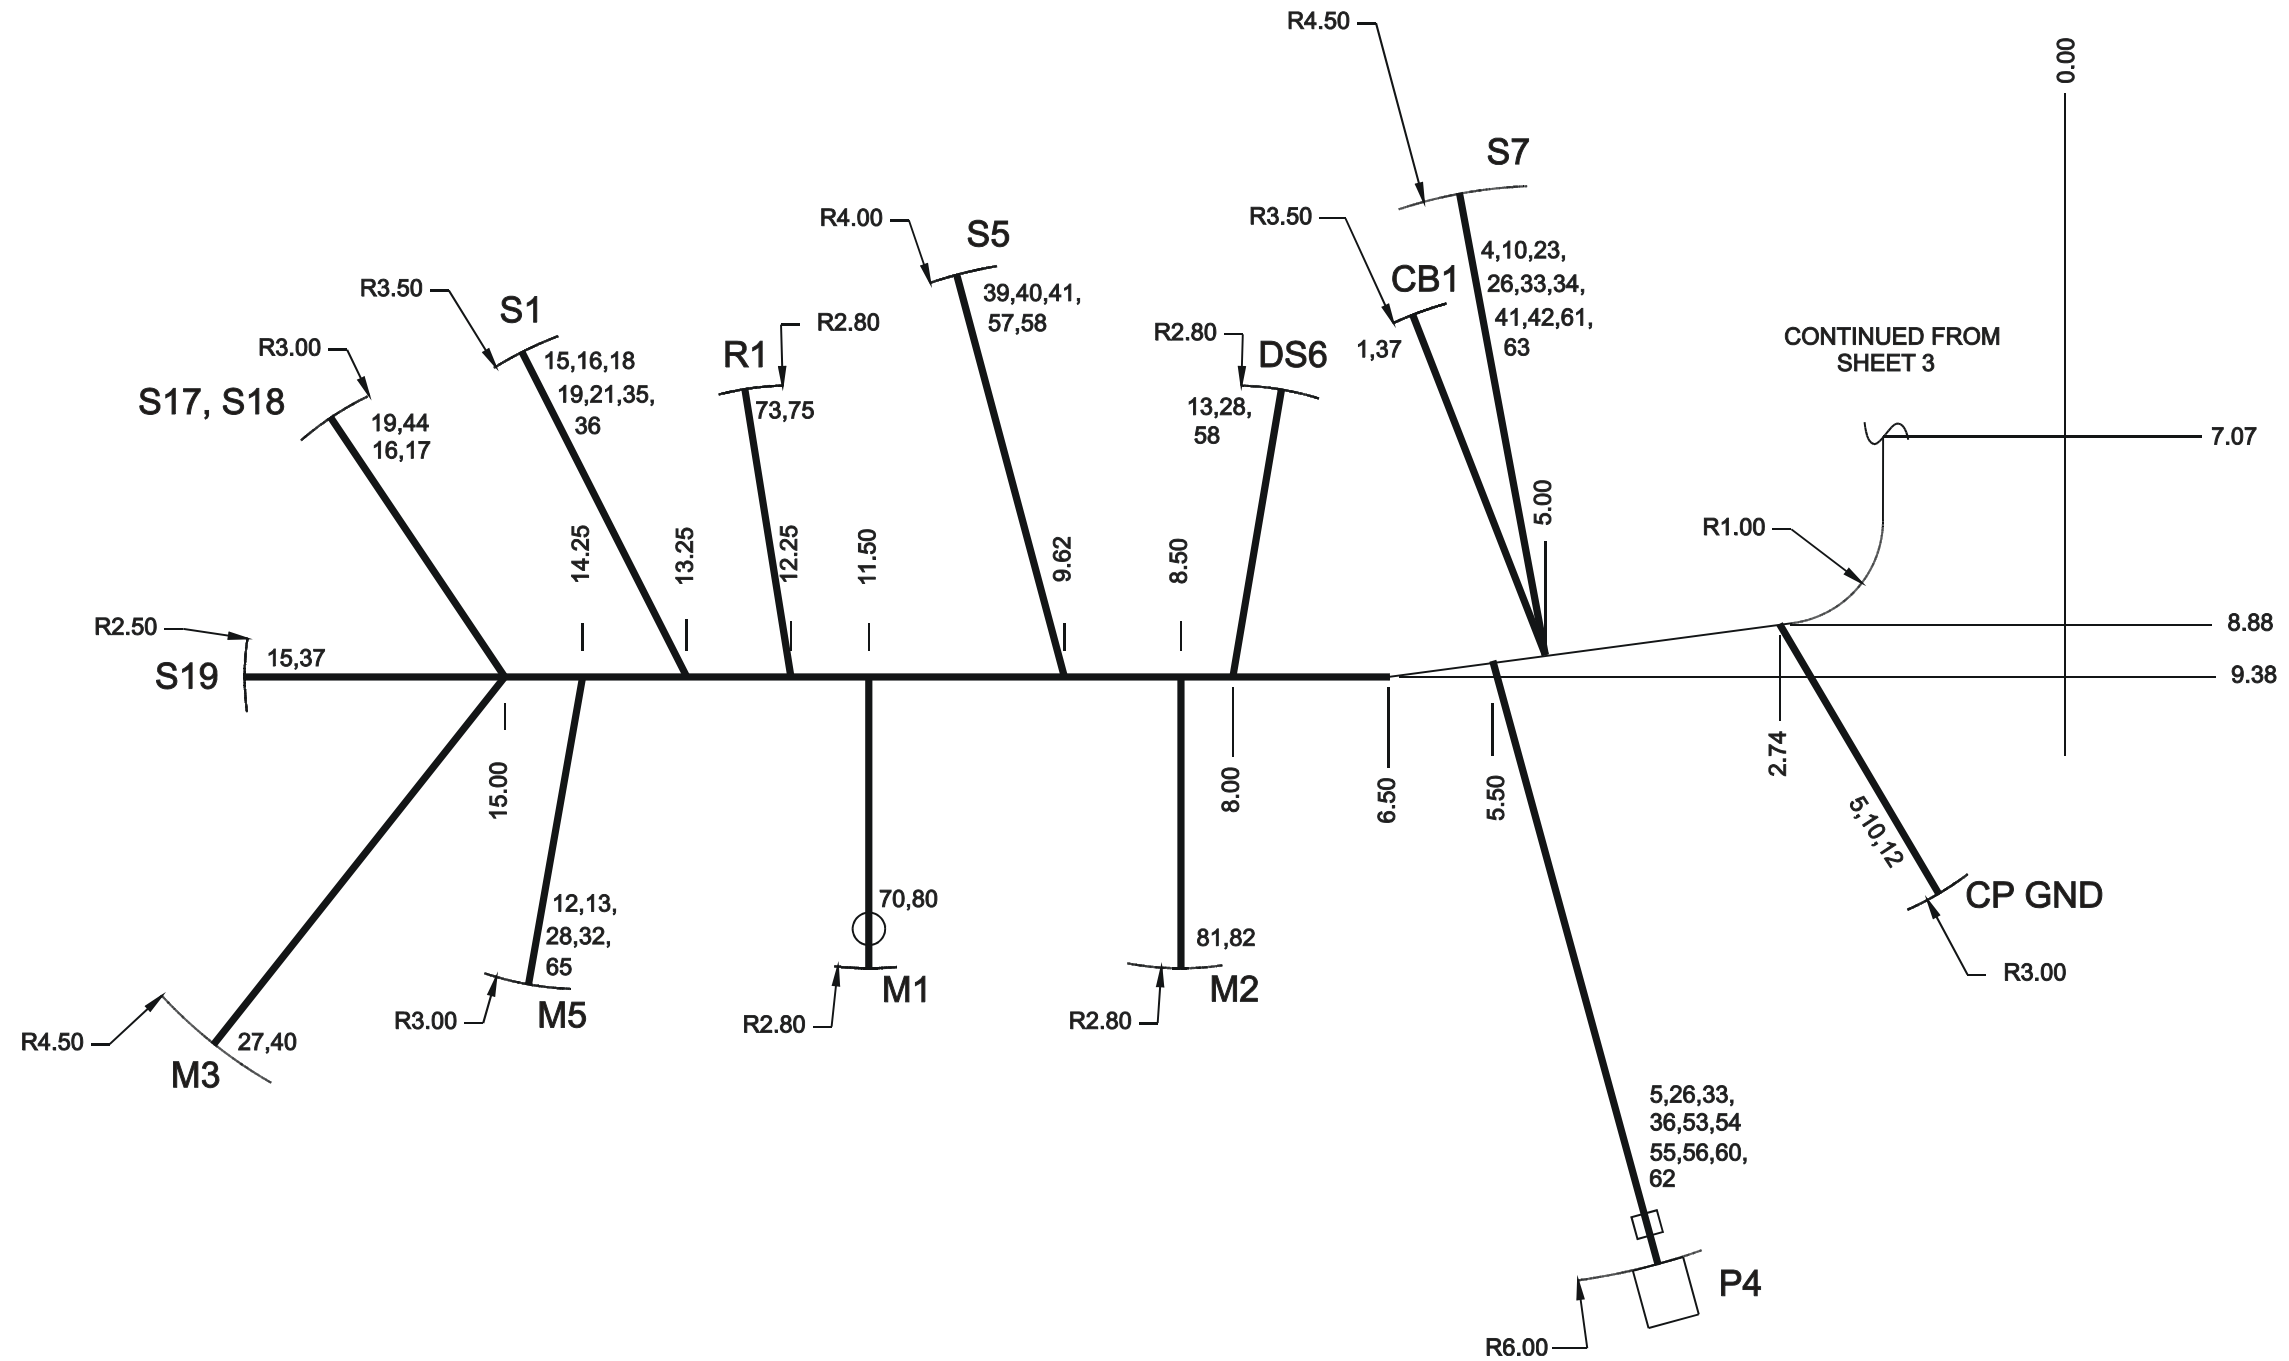 R4.50
0.00
S7
R3.50
R4.00
S5
4,10,23,
26,33,34,
41,42,61,
63
CB1
1,37
39,40,41,
57,58
R3.50
S1
15,16,18
19,21,35,
36
R2.80
R1
73,75
R2.80
DS6
13,28,
58
CONTINUED FROM
SHEET 3
R3.00
S17, S18
19,44
16,17
7.07
5.00
R1.00
14.25
13.25
12.25
11.50
9.62
8.50
R2.50
15,37
S19
8.88
9.38
15.00
8.00
6.50
5.50
2.74
5,10,12
CP GND
R3.00
12,13,
28,32,
65
M5
R3.00
70,80
M1
R2.80
81,82
M2
R2.80
R4.50
27,40
M3
5,26,33,
36,53,54
55,56,60,
62
P4
R6.00